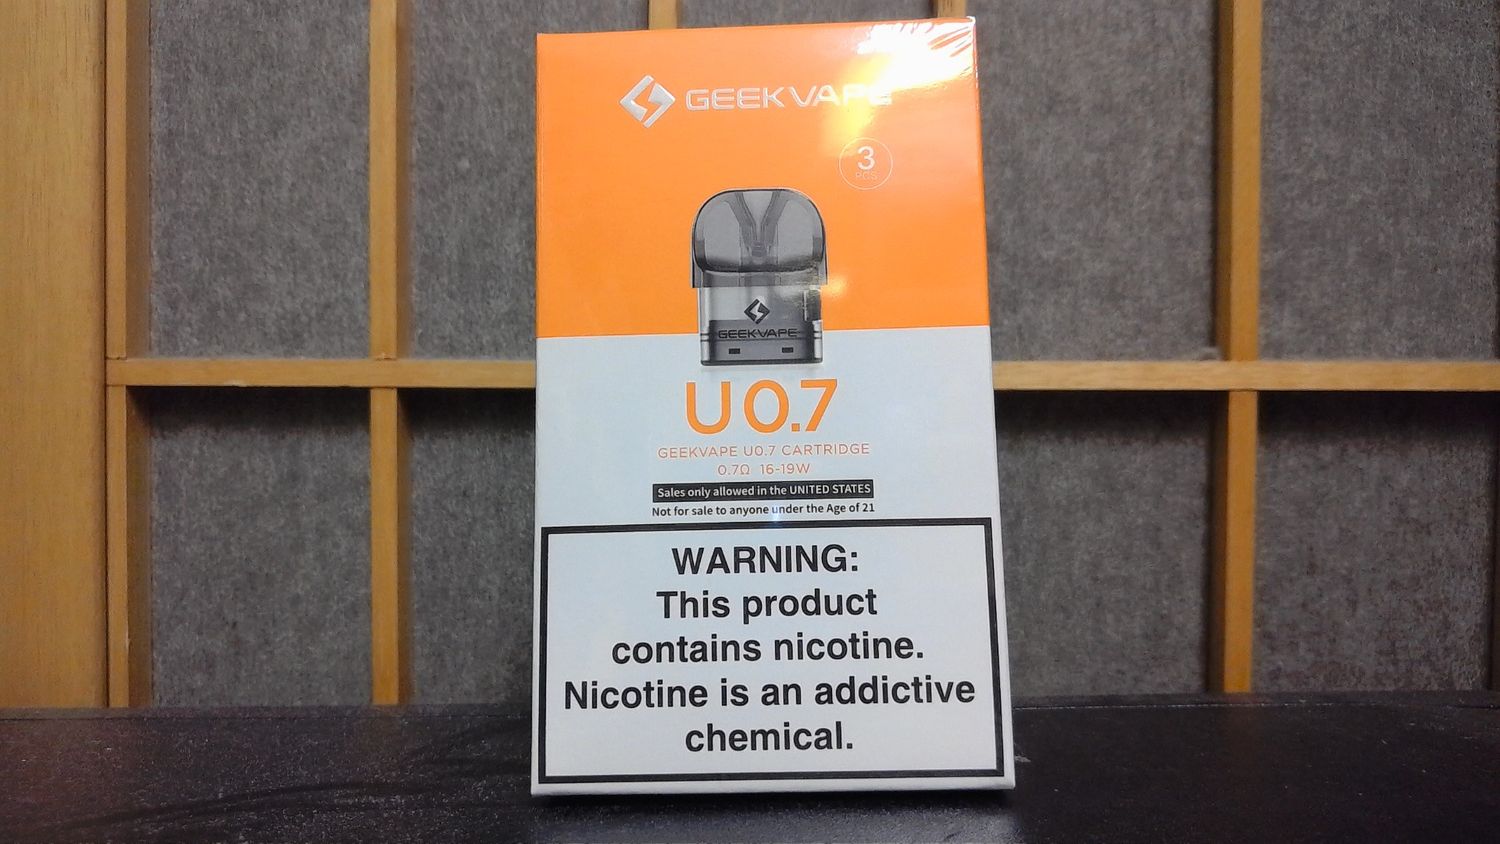 GEEKVAPE
3
PCS
GEEKVAPE
U 0.7
GEEKVAPE U0.7 CARTRIDGE
0.7Ω 16-19W
Sales only allowed in the UNITED STATES
Not for sale to anyone under the Age of 21
WARNING:
This product
contains nicotine.
Nicotine is an addictive
chemical.